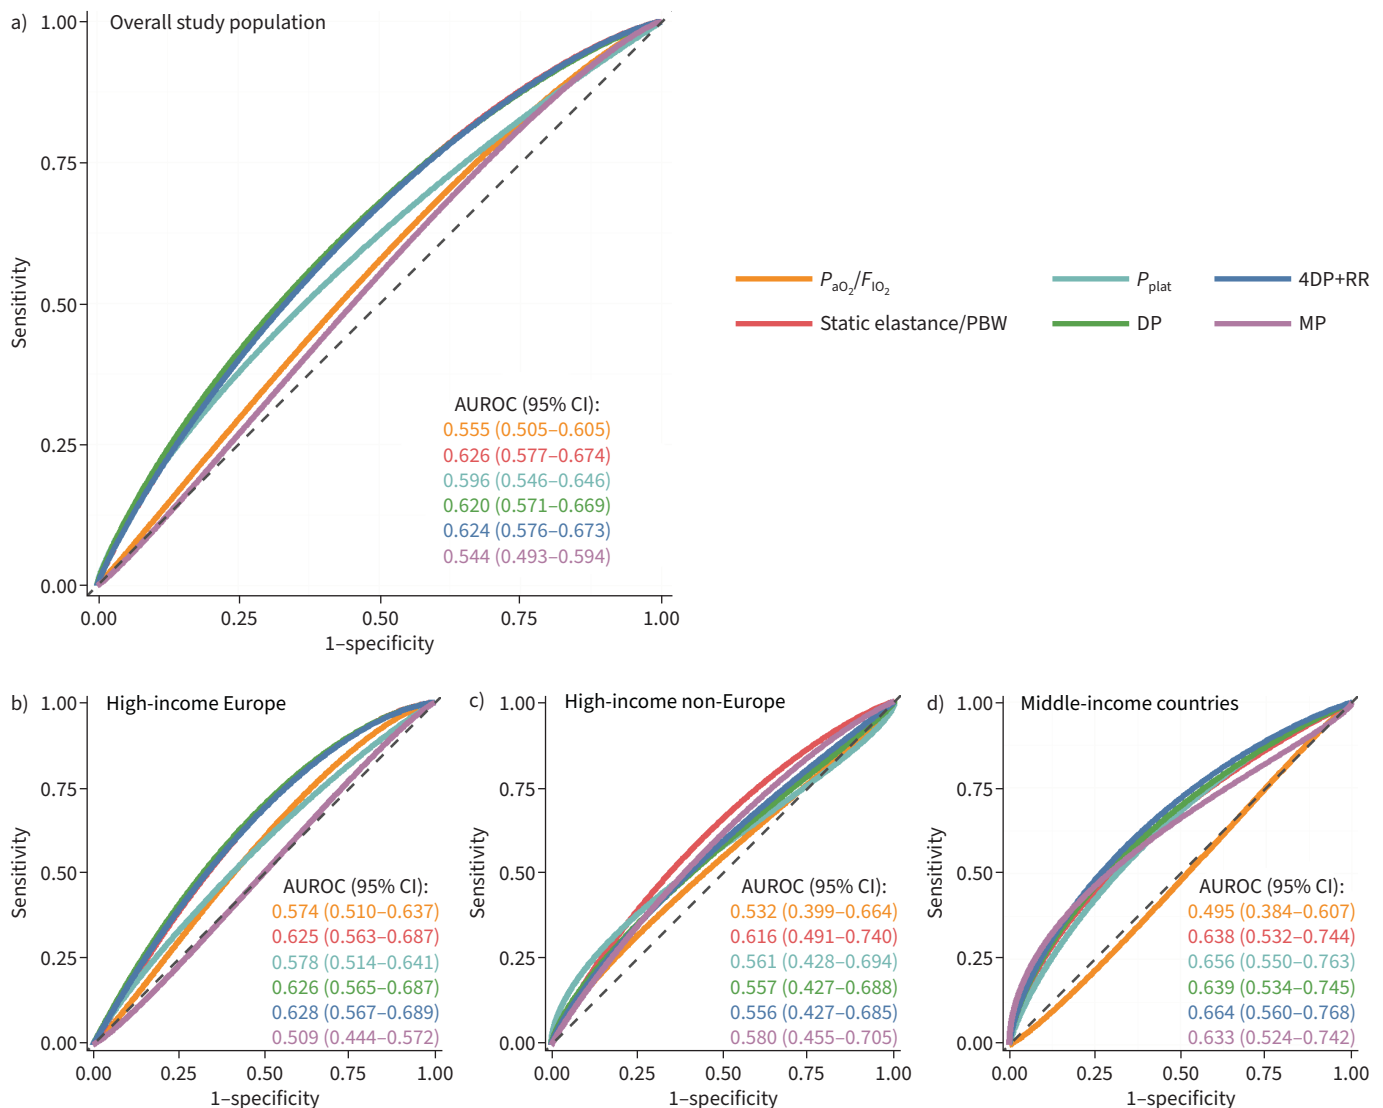 a) Overall study population
1.00
0.75
0.50
0.25
0.00
Sensitivity
0.00 0.25 0.50 0.75 1.00
1–specificity
AUROC (95% CI):
0.555 (0.505–0.605)
0.626 (0.577–0.674)
0.596 (0.546–0.646)
0.620 (0.571–0.669)
0.624 (0.576–0.673)
0.544 (0.493–0.594)
PaO2/FIO2 Pplat 4DP+RR
Static elastance/PBW DP MP
b) High-income Europe
1.00
0.75
0.50
0.25
0.00
Sensitivity
0.00 0.25 0.50 0.75 1.00
1–specificity
AUROC (95% CI):
0.574 (0.510–0.637)
0.625 (0.563–0.687)
0.578 (0.514–0.641)
0.626 (0.565–0.687)
0.628 (0.567–0.689)
0.509 (0.444–0.572)
c) High-income non-Europe
1.00
0.75
0.50
0.25
0.00
Sensitivity
0.00 0.25 0.50 0.75 1.00
1–specificity
AUROC (95% CI):
0.532 (0.399–0.664)
0.616 (0.491–0.740)
0.561 (0.428–0.694)
0.557 (0.427–0.688)
0.556 (0.427–0.685)
0.580 (0.455–0.705)
d) Middle-income countries
1.00
0.75
0.50
0.25
0.00
Sensitivity
0.00 0.25 0.50 0.75 1.00
1–specificity
AUROC (95% CI):
0.495 (0.384–0.607)
0.638 (0.532–0.744)
0.656 (0.550–0.763)
0.639 (0.534–0.745)
0.664 (0.560–0.768)
0.633 (0.524–0.742)